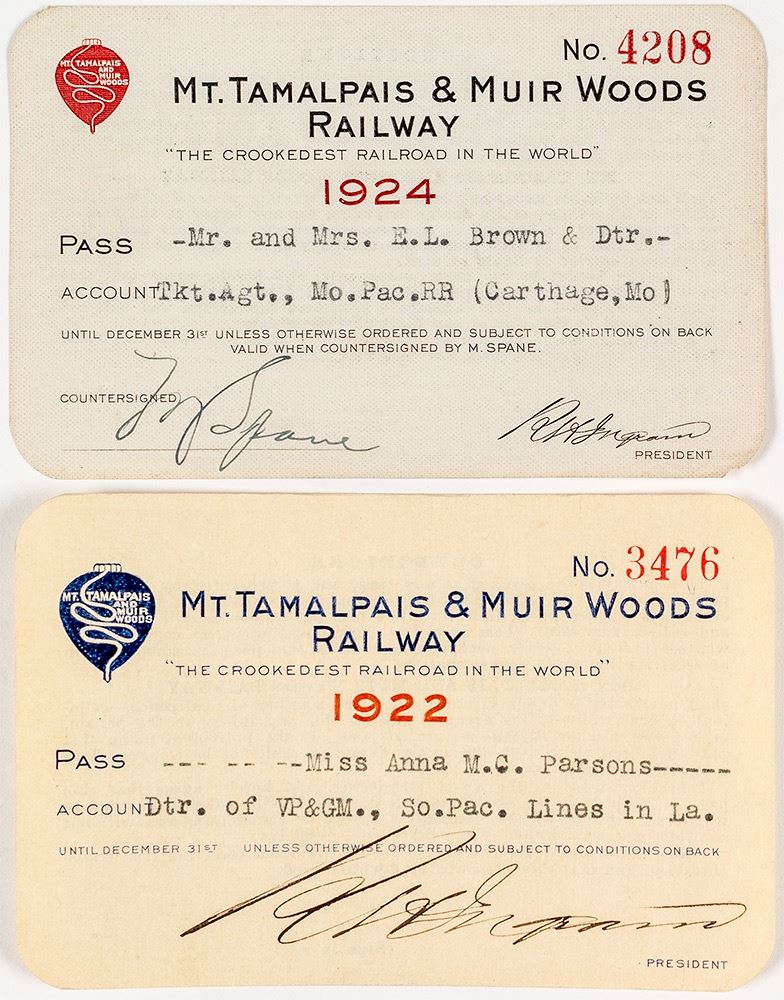 No. 4208
MT. TAMALPAIS
AND
MUIR
WOODS
MT. TAMALPAIS & MUIR WOODS
RAILWAY
"THE CROOKEDEST RAILROAD IN THE WORLD"
1924
PASS -Mr. and Mrs. E.L. Brown & Dtr.-
ACCOUNT Tkt.Agt., Mo.Pac.RR (Carthage,Mo)
UNTIL DECEMBER 31ST UNLESS OTHERWISE ORDERED AND SUBJECT TO CONDITIONS ON BACK
VALID WHEN COUNTERSIGNED BY M. SPANE.
COUNTERSIGNED M Spane
R H Ingram
PRESIDENT
No. 3476
MT. TAMALPAIS
AND
MUIR
WOODS
MT. TAMALPAIS & MUIR WOODS
RAILWAY
"THE CROOKEDEST RAILROAD IN THE WORLD"
1922
PASS --- -- --Miss Anna M.C. Parsons-----
ACCOUNDtr. of VP&GM., So.Pac. Lines in La.
UNTIL DECEMBER 31ST UNLESS OTHERWISE ORDERED AND SUBJECT TO CONDITIONS ON BACK
R H Ingram
PRESIDENT